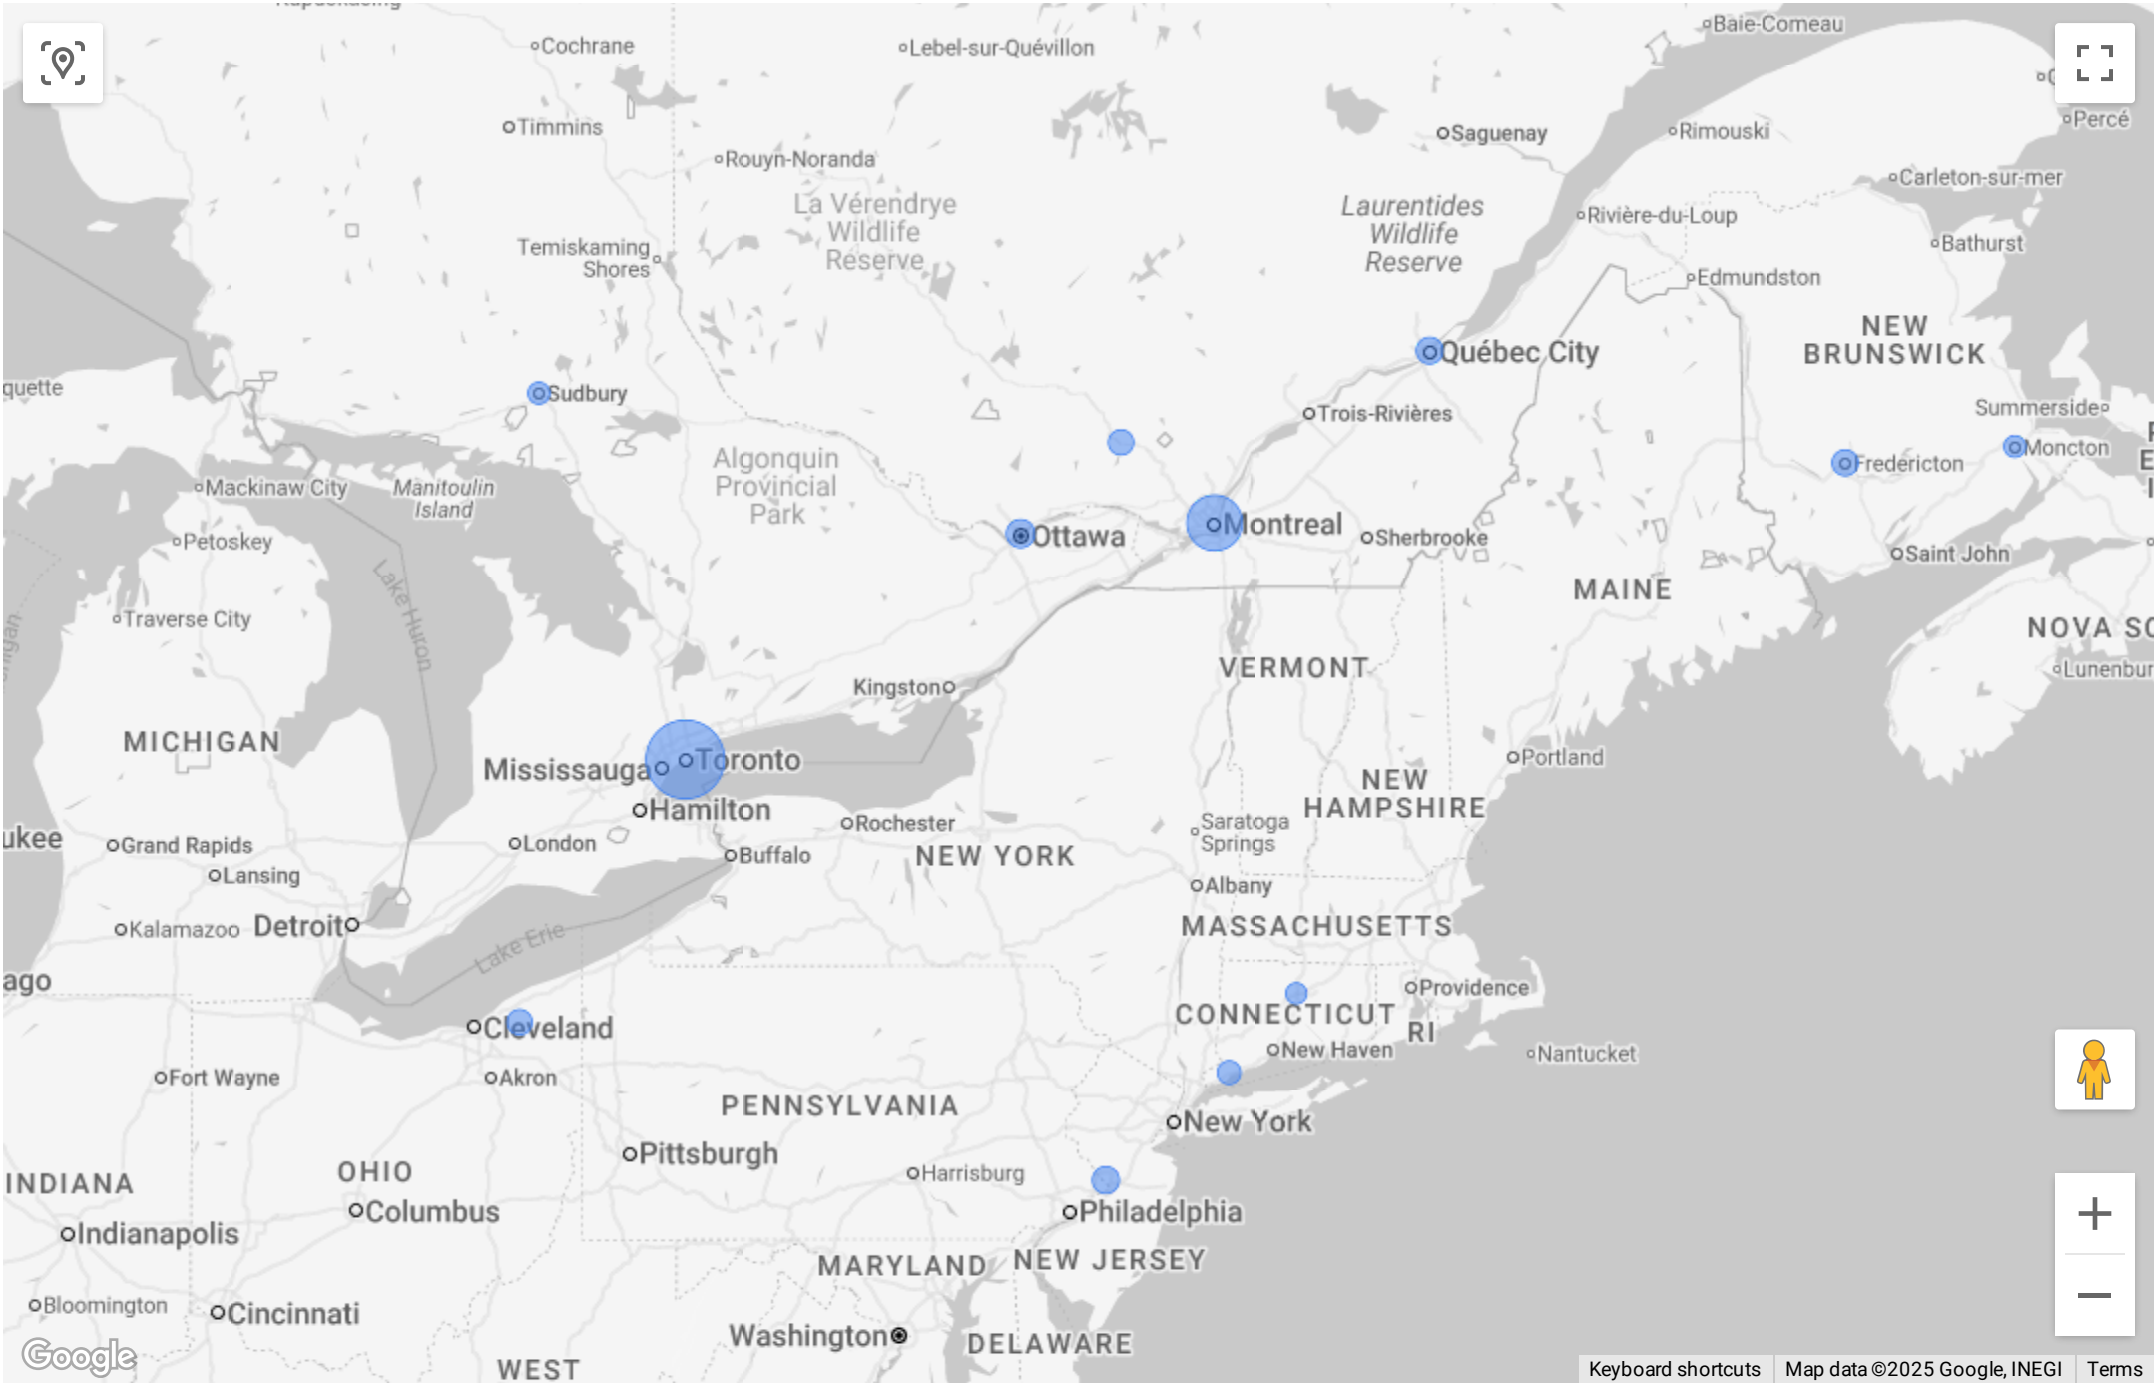 Cochrane
Lebel-sur-Quévillon
Baie-Comeau
Timmins
Saguenay
Rimouski
Percé
Rouyn-Noranda
Carleton-sur-mer
La Vérendrye
Wildlife
Reserve
Laurentides
Wildlife
Reserve
Rivière-du-Loup
Temiskaming
Shores
Bathurst
Edmundston
NEW
BRUNSWICK
Québec City
quette
Sudbury
Trois-Rivières
Summerside
Moncton
Fredericton
Algonquin
Provincial
Park
Mackinaw City
Manitoulin
Island
Montreal
Ottawa
Sherbrooke
Petoskey
Saint John
MAINE
Lake Huron
Traverse City
NOVA SC
VERMONT
Lunenbur
Kingston
MICHIGAN
Toronto
Mississauga
Portland
NEW
HAMPSHIRE
Hamilton
Rochester
Saratoga
Springs
ukee
Grand Rapids
London
Buffalo
NEW YORK
Lansing
Albany
Detroit
Kalamazoo
MASSACHUSETTS
Lake Erie
ago
Providence
CONNECTICUT
RI
Cleveland
New Haven
Nantucket
Fort Wayne
Akron
PENNSYLVANIA
New York
Pittsburgh
OHIO
Harrisburg
INDIANA
Columbus
Philadelphia
Indianapolis
MARYLAND
NEW JERSEY
Bloomington
Cincinnati
Washington
DELAWARE
Google
WEST
Keyboard shortcuts
Map data ©2025 Google, INEGI
Terms